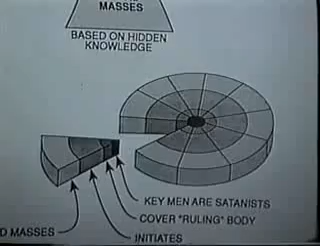 MASSES
BASED ON HIDDEN
KNOWLEDGE
KEY MEN ARE SATANISTS
COVER "RULING" BODY
D MASSES
INITIATES